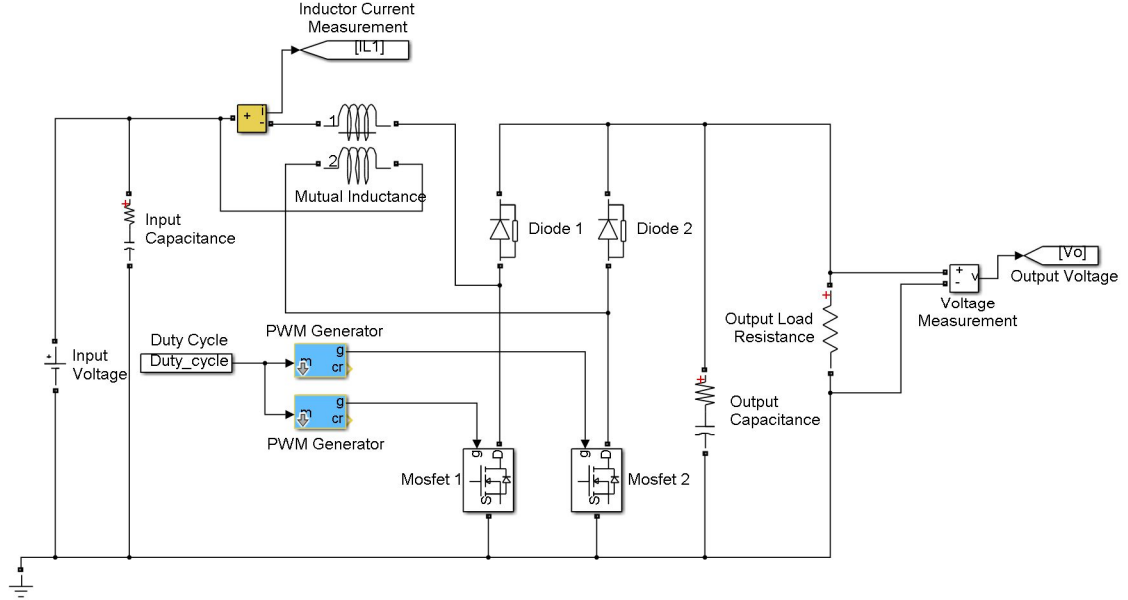 Inductor Current
Measurement
[IL1]
+
i
-
1
2
Mutual Inductance
+
Input
Capacitance
Diode 1
Diode 2
[Vo]
Output Voltage
+
-
v
Voltage
Measurement
+
Output Load
Resistance
PWM Generator
Duty Cycle
Duty_cycle
m
g
cr
+
Input
Voltage
m
g
cr
PWM Generator
+
Output
Capacitance
Mosfet 1
g
D
S
g
D
S
Mosfet 2